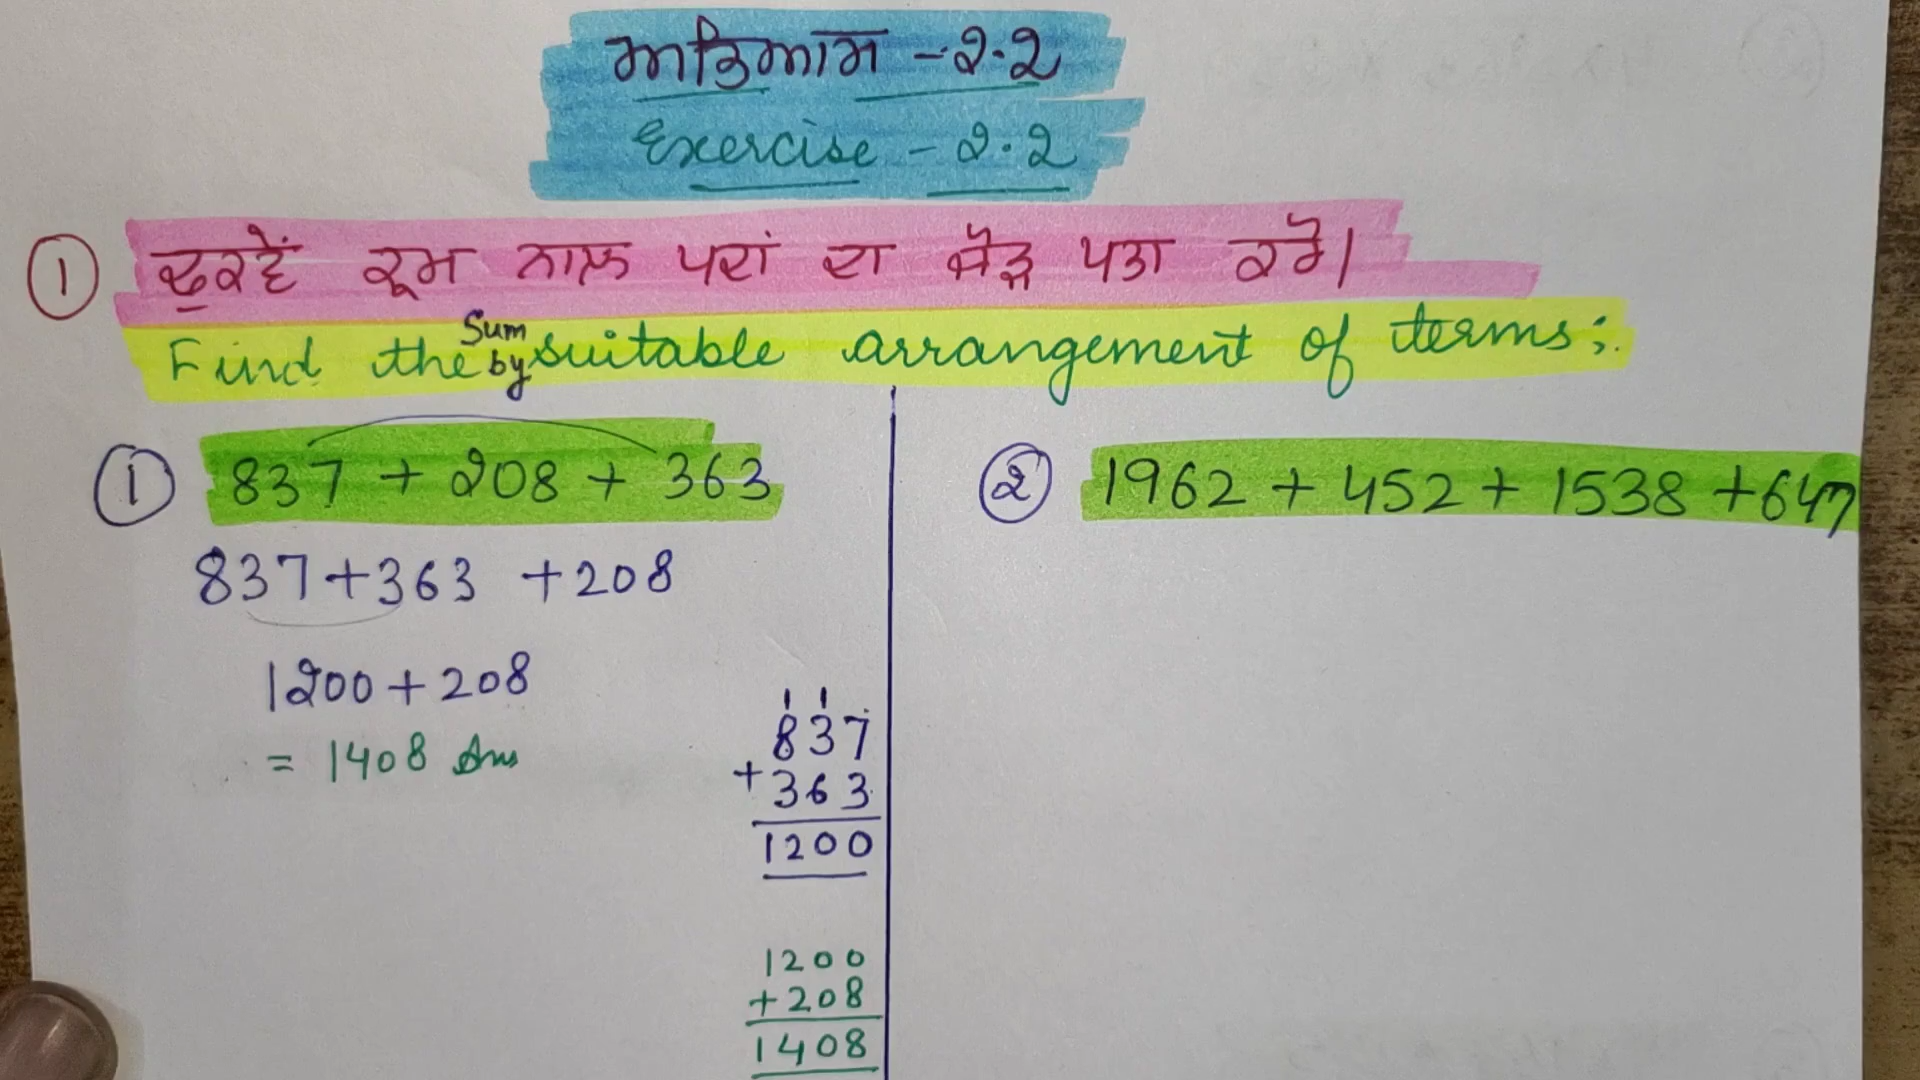 ਅਭਿਆਸ - 2.2
Exercise - 2.2
① ਢੁਕਵੇਂ ਕ੍ਰਮ ਨਾਲ ਪਦਾਂ ਦਾ ਜੋੜ ਪਤਾ ਕਰੋ।
Find the Sum by suitable arrangement of terms:
① 837 + 208 + 363
837+363 +208
1200+208
= 1408 Ans
1 1
837
+363
1200
1200
+208
1408
② 1962 + 452 + 1538 +647